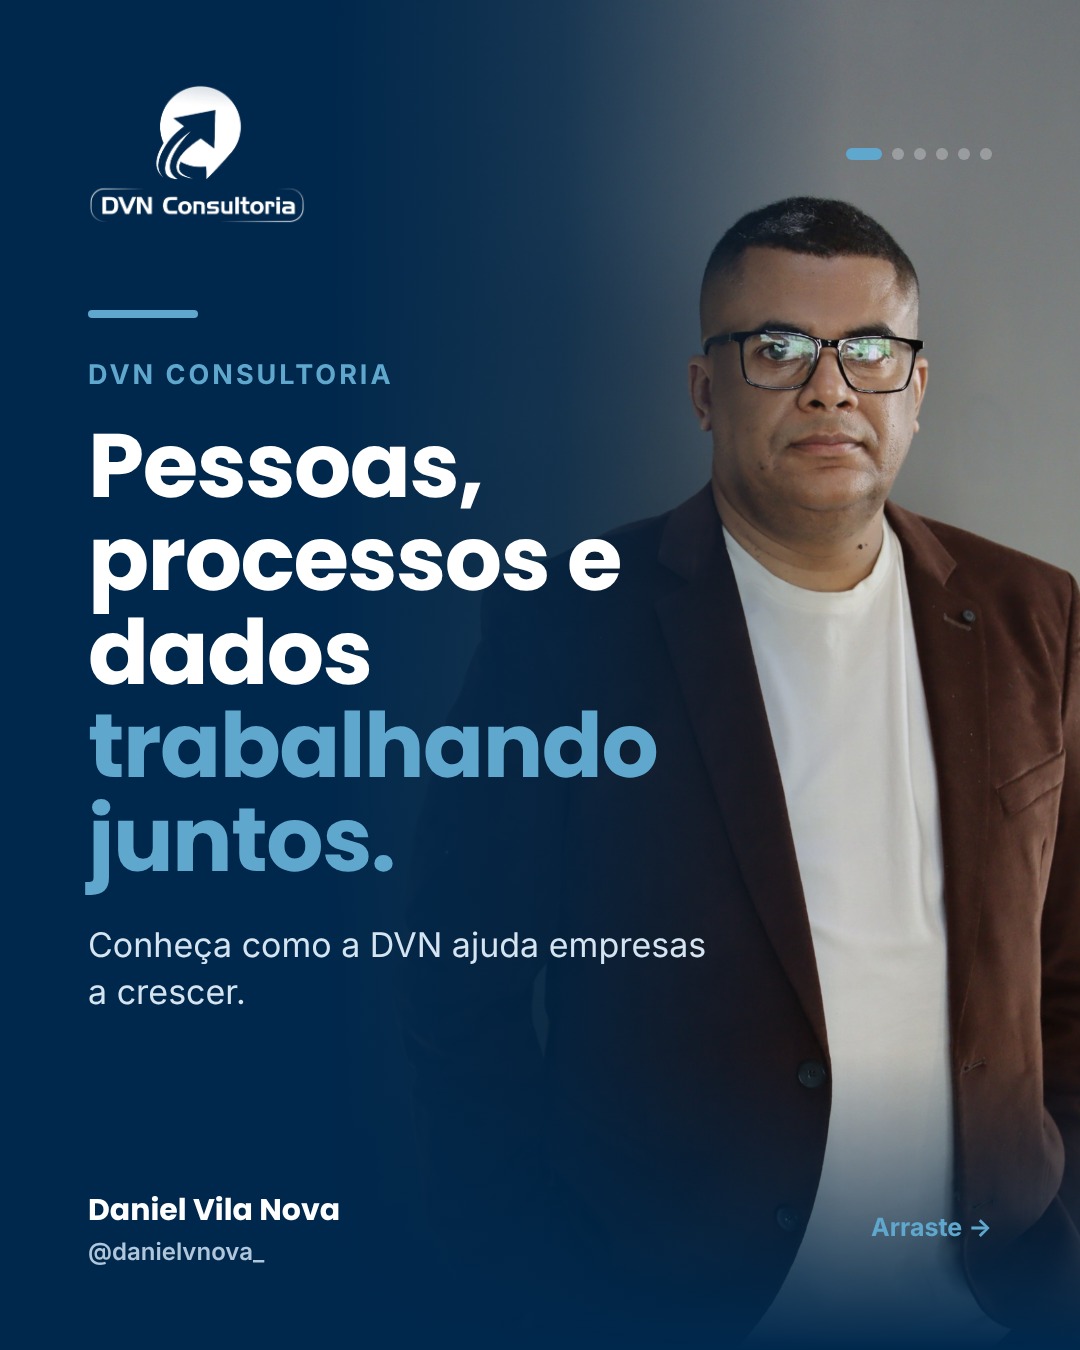 DVN Consultoria
DVN CONSULTORIA
Pessoas,
processos e
dados
trabalhando
juntos.
Conheça como a DVN ajuda empresas
a crescer.
Daniel Vila Nova
@danielvnova_
Arraste →